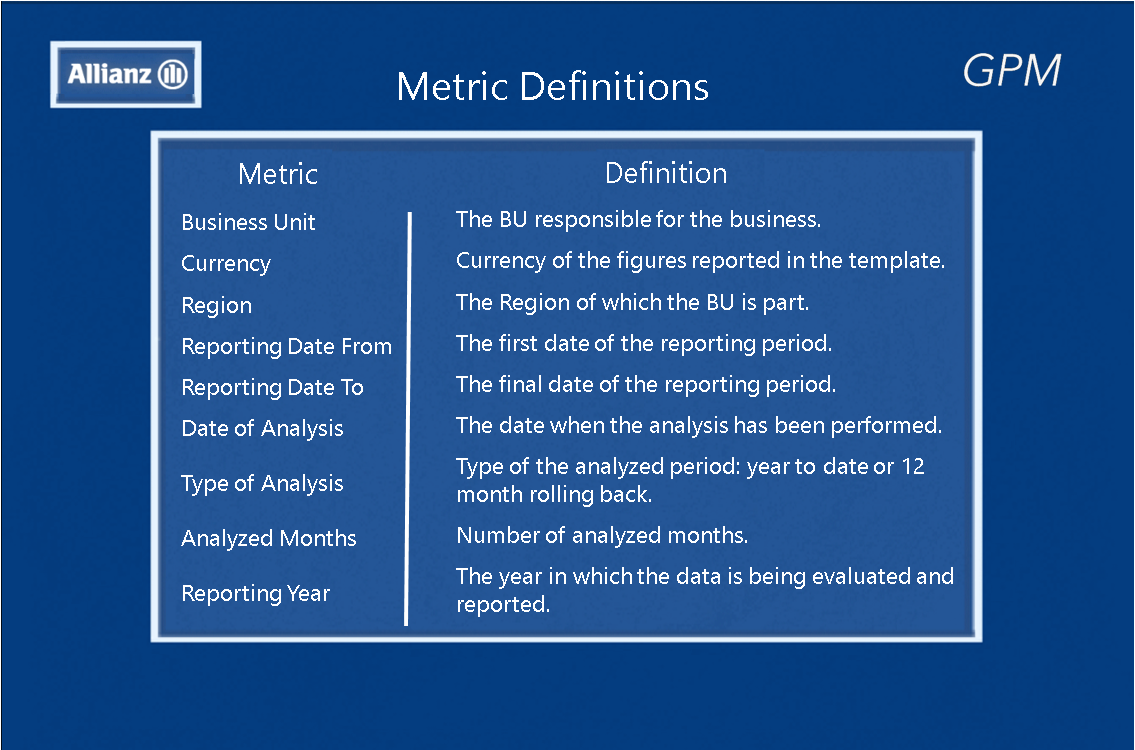 Allianz
GPM
Metric Definitions
Metric
Definition
Business Unit
The BU responsible for the business.
Currency
Currency of the figures reported in the template.
Region
The Region of which the BU is part.
Reporting Date From
The first date of the reporting period.
Reporting Date To
The final date of the reporting period.
Date of Analysis
The date when the analysis has been performed.
Type of Analysis
Type of the analyzed period: year to date or 12
month rolling back.
Analyzed Months
Number of analyzed months.
Reporting Year
The year in which the data is being evaluated and
reported.